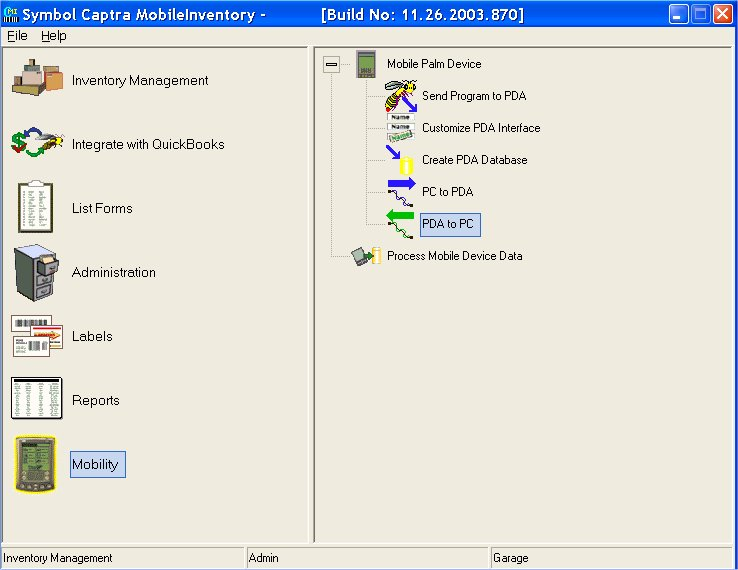 Symbol Captra MobileInventory - [Build No: 11.26.2003.870]
File Help
Inventory Management
Integrate with QuickBooks
List Forms
Administration
Labels
Reports
Mobility
Mobile Palm Device
Send Program to PDA
Name
Name
Name
Customize PDA Interface
Create PDA Database
PC to PDA
PDA to PC
Process Mobile Device Data
Inventory Management Admin Garage